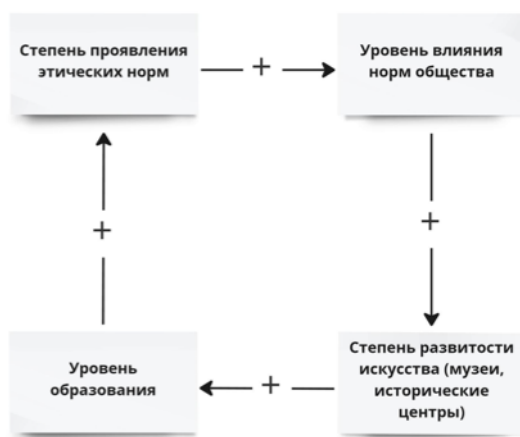 Степень проявления
этических норм
+
Уровень влияния
норм общества
+
+
Уровень
образования
+
Степень развитости
искусства (музеи,
исторические
центры)